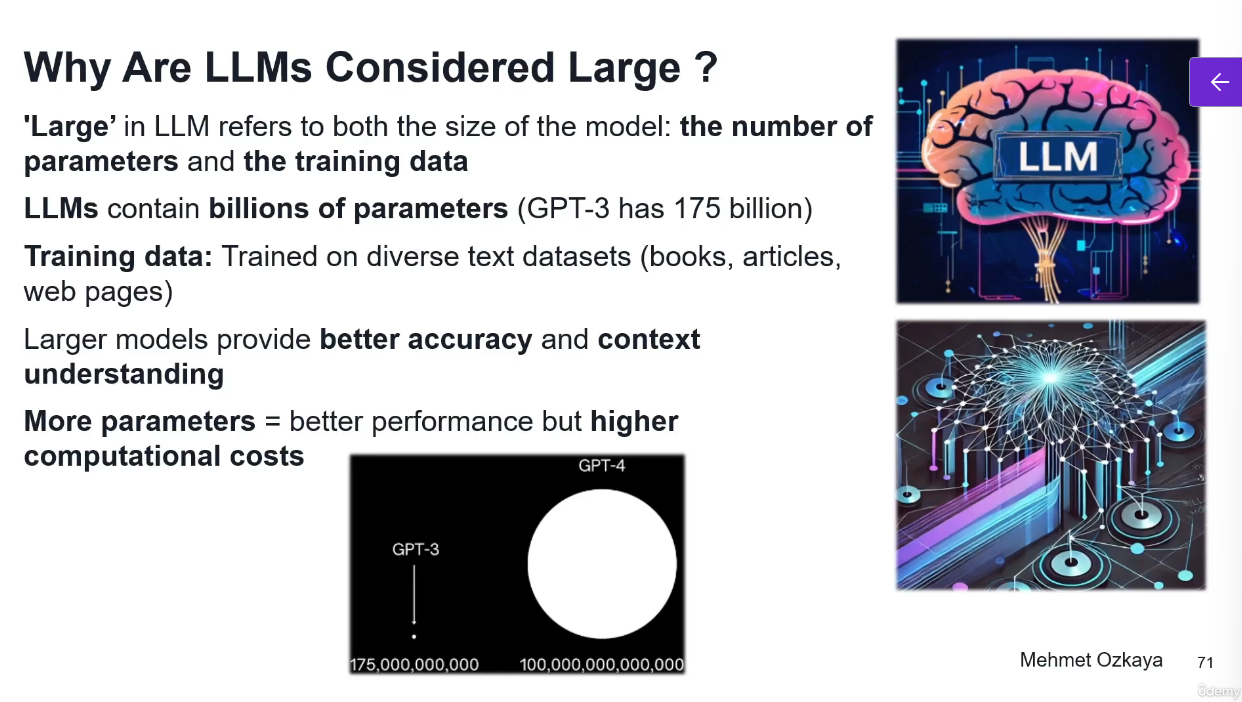 Why Are LLMs Considered Large ?
'Large’ in LLM refers to both the size of the model: the number of
parameters and the training data
LLMs contain billions of parameters (GPT-3 has 175 billion)
Training data: Trained on diverse text datasets (books, articles,
web pages)
Larger models provide better accuracy and context
understanding
More parameters = better performance but higher
computational costs
LLM
GPT-4
GPT-3
175,000,000,000
100,000,000,000,000
Mehmet Ozkaya
71
ûdemy